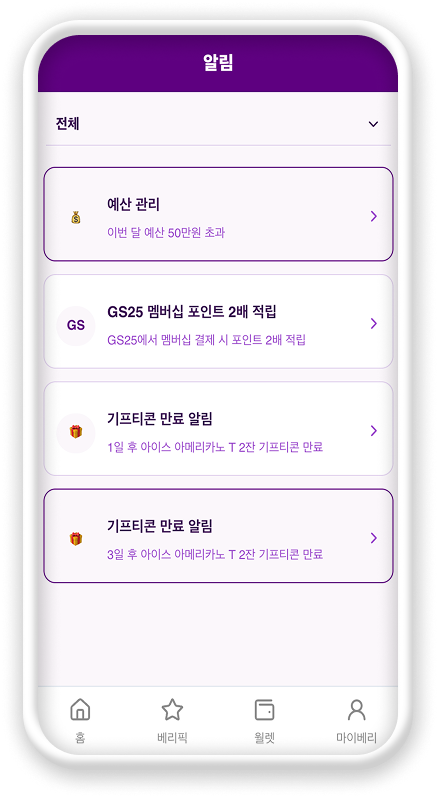 알림
전체
예산 관리
이번 달 예산 50만원 초과
GS
GS25 멤버십 포인트 2배 적립
GS25에서 멤버십 결제 시 포인트 2배 적립
기프티콘 만료 알림
1일 후 아이스 아메리카노 T 2잔 기프티콘 만료
기프티콘 만료 알림
3일 후 아이스 아메리카노 T 2잔 기프티콘 만료
홈
베리픽
월렛
마이베리